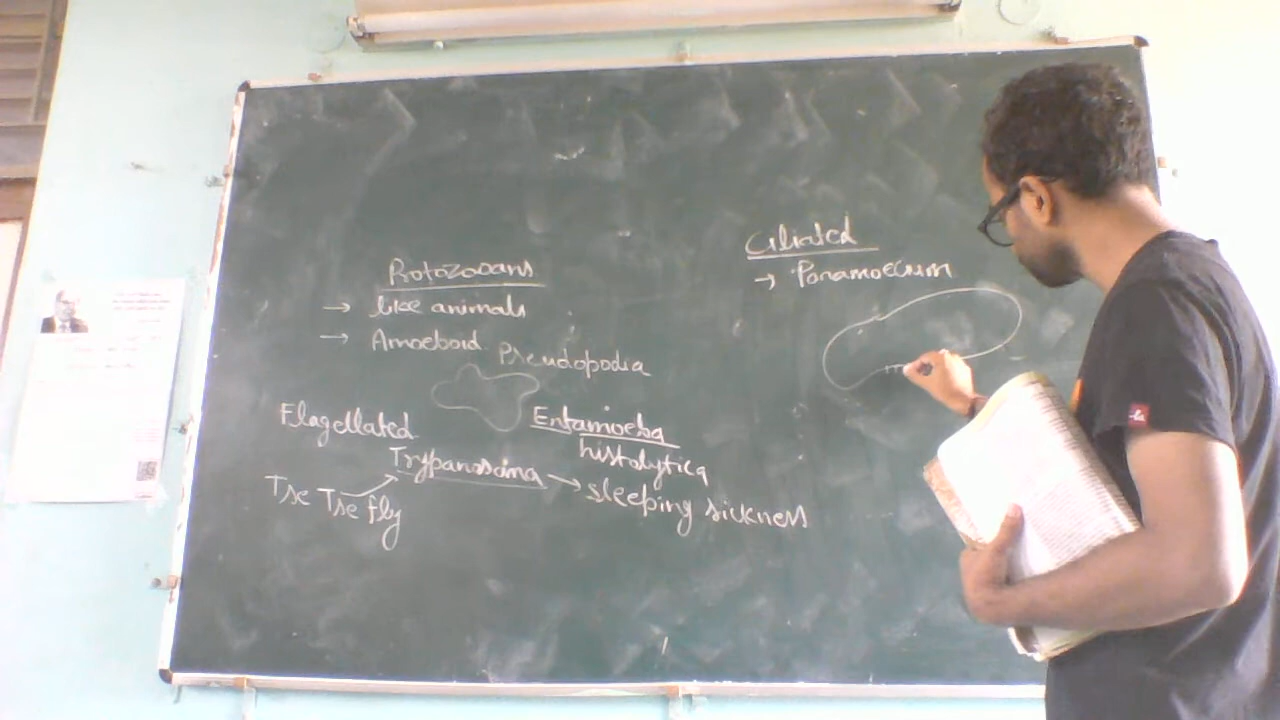 Protozoans
→ like animals
→ Amoeboid Pseudopodia
Entamoeba
histolytica
Flagellated
Trypanosoma → sleeping sickness
Tse Tse fly
Ciliated
→ Paramoecium